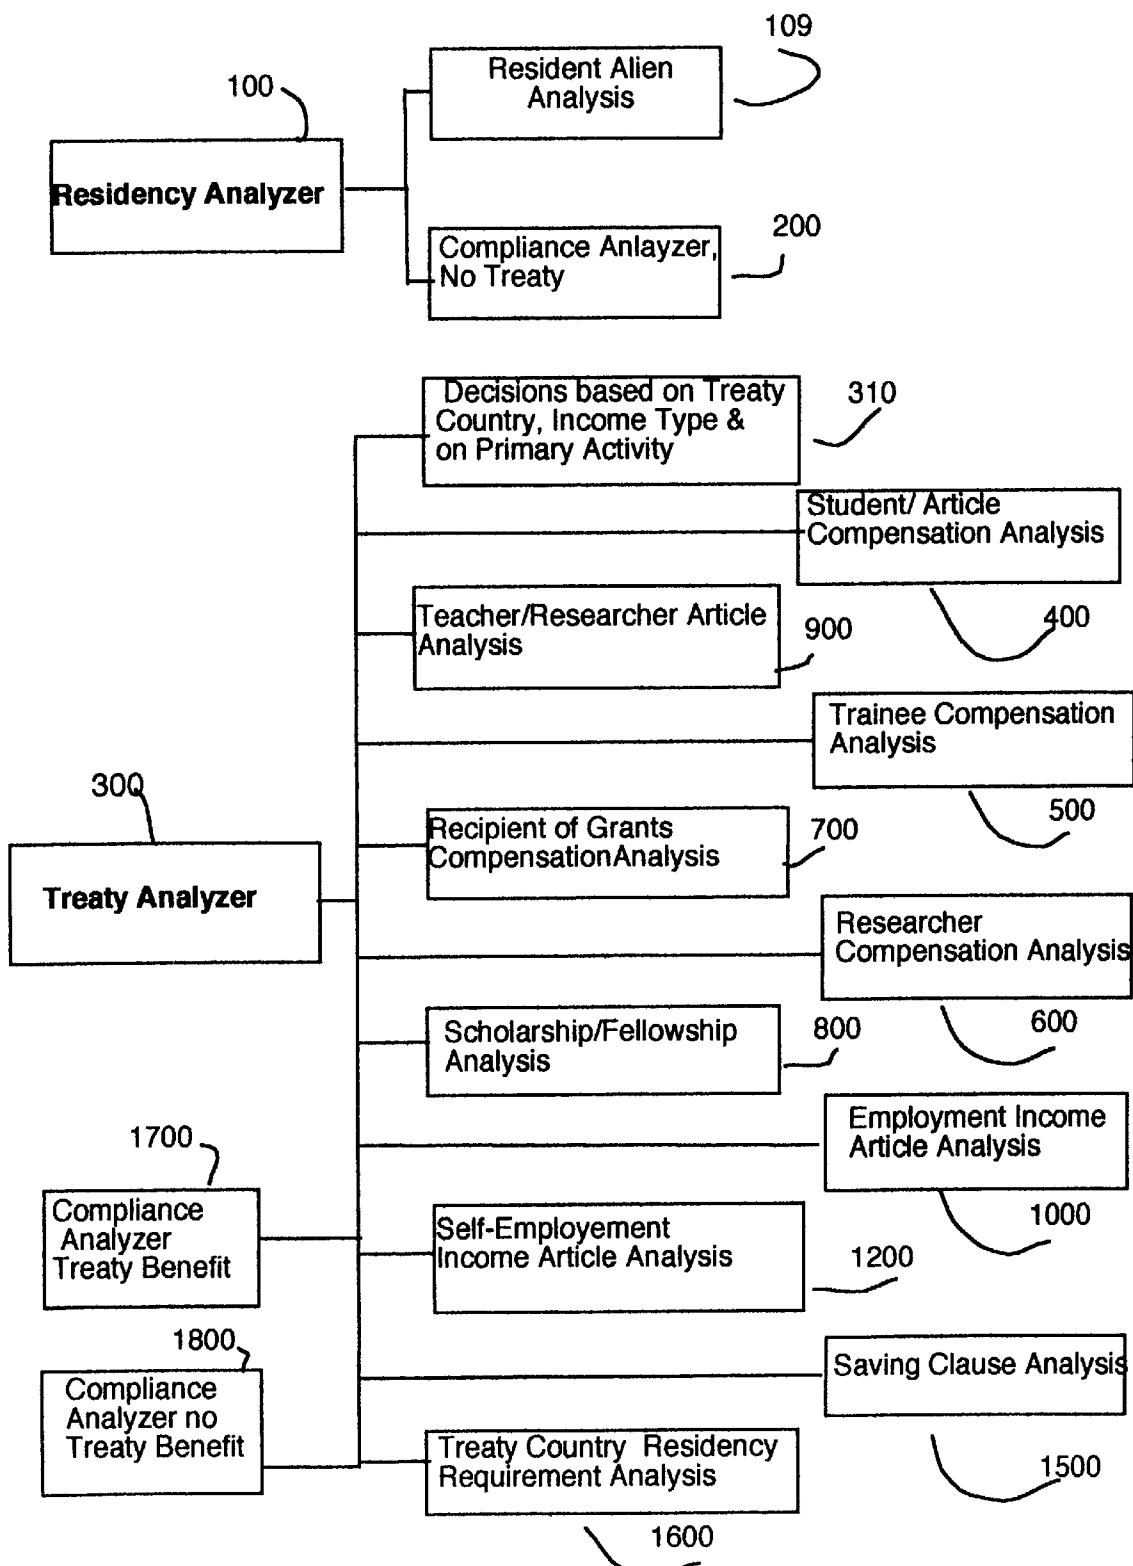 109
Resident Alien
Analysis
100
Residency Analyzer
200
Compliance Anlayzer,
No Treaty
Decisions based on Treaty
Country, Income Type &
on Primary Activity
310
Student/ Article
Compensation Analysis
400
Teacher/Researcher Article
Analysis
900
Trainee Compensation
Analysis
500
300
Treaty Analyzer
Recipient of Grants
CompensationAnalysis
700
Researcher
Compensation Analysis
600
Scholarship/Fellowship
Analysis
800
Employment Income
Article Analysis
1000
1700
Compliance
Analyzer
Treaty Benefit
Self-Employement
Income Article Analysis
1200
1800
Compliance
Analyzer no
Treaty Benefit
Saving Clause Analysis
1500
Treaty Country Residency
Requirement Analysis
1600